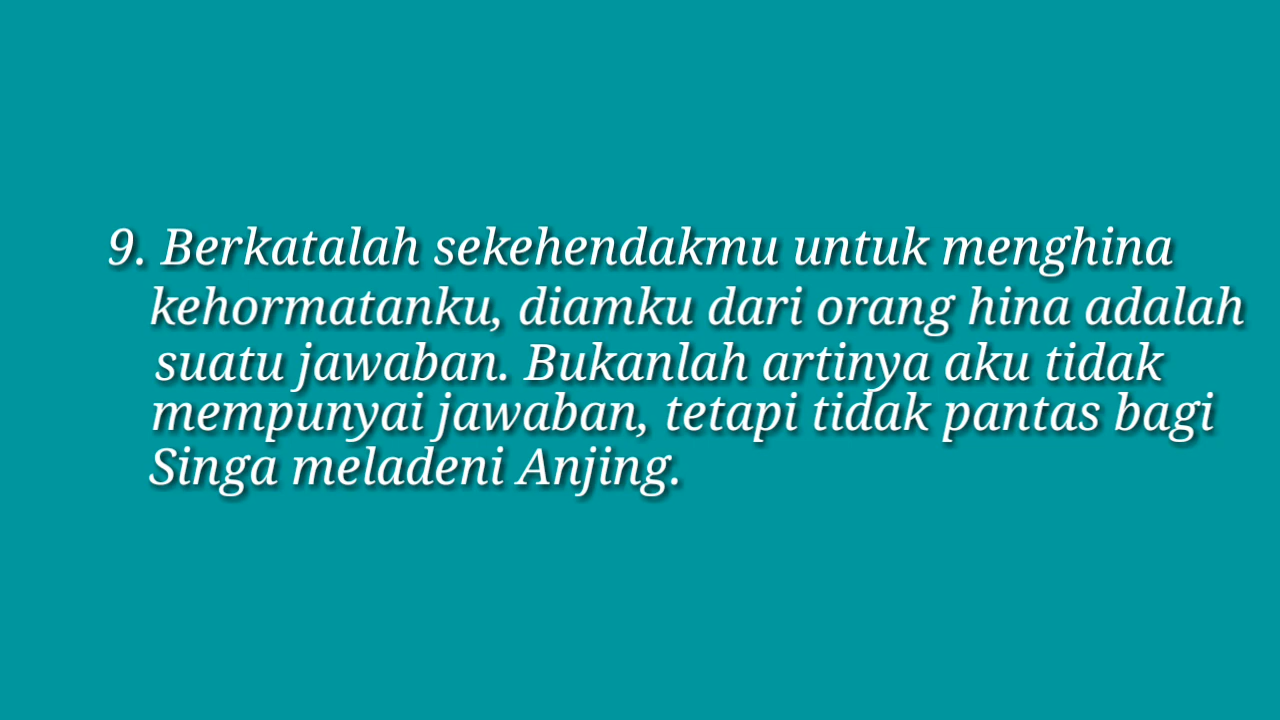 9. Berkatalah sekehendakmu untuk menghina
kehormatanku, diamku dari orang hina adalah
suatu jawaban. Bukanlah artinya aku tidak
mempunyai jawaban, tetapi tidak pantas bagi
Singa meladeni Anjing.